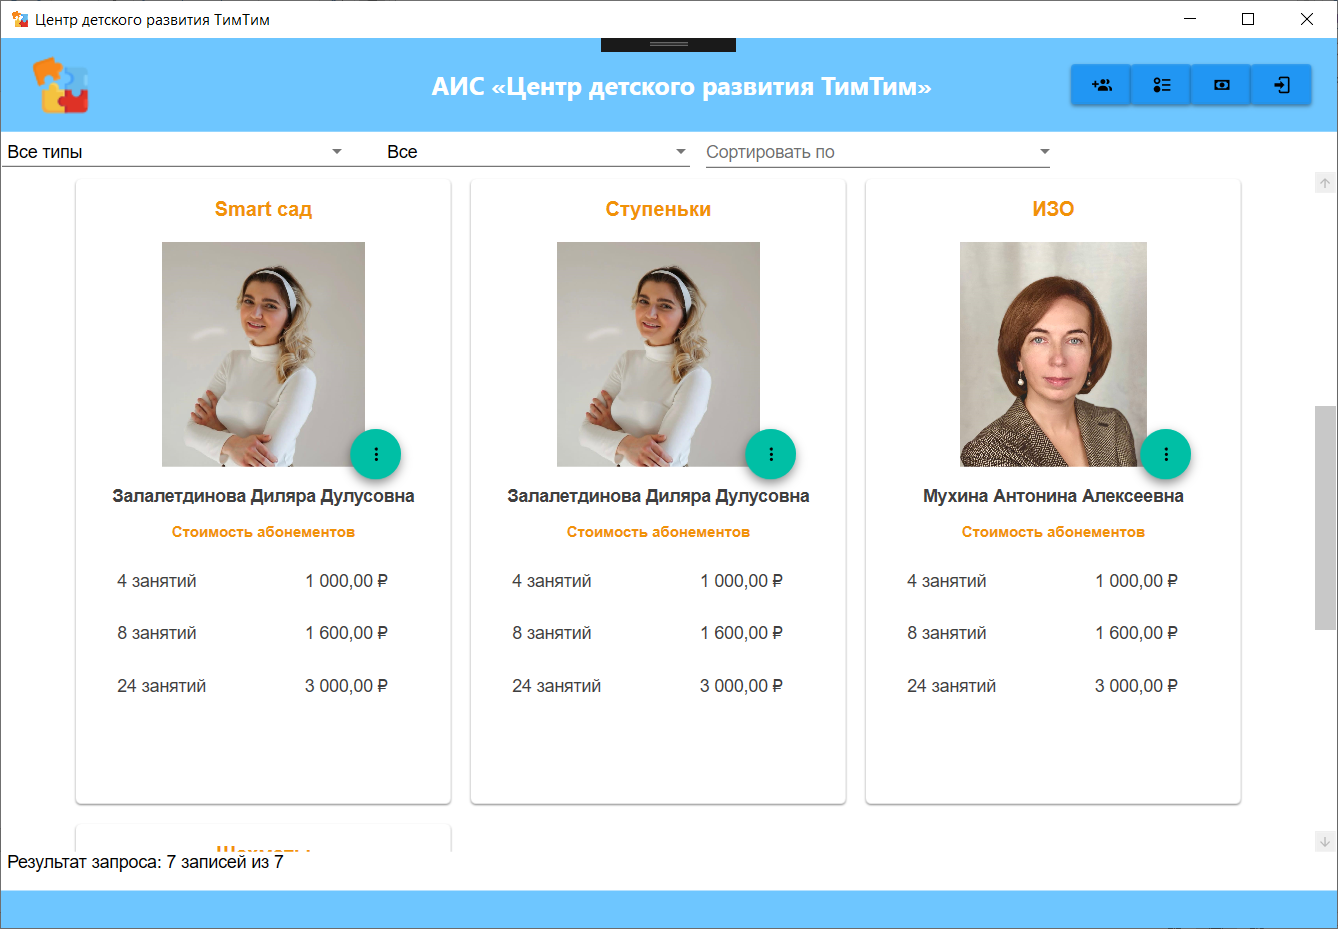 Центр детского развития ТимТим
АИС «Центр детского развития ТимТим»
Все типы
Все
Сортировать по
Smart сад
Залалетдинова Диляра Дулусовна
Стоимость абонементов
4 занятий 1 000,00 ₽
8 занятий 1 600,00 ₽
24 занятий 3 000,00 ₽
Ступеньки
Залалетдинова Диляра Дулусовна
Стоимость абонементов
4 занятий 1 000,00 ₽
8 занятий 1 600,00 ₽
24 занятий 3 000,00 ₽
ИЗО
Мухина Антонина Алексеевна
Стоимость абонементов
4 занятий 1 000,00 ₽
8 занятий 1 600,00 ₽
24 занятий 3 000,00 ₽
Шахматы
Результат запроса: 7 записей из 7